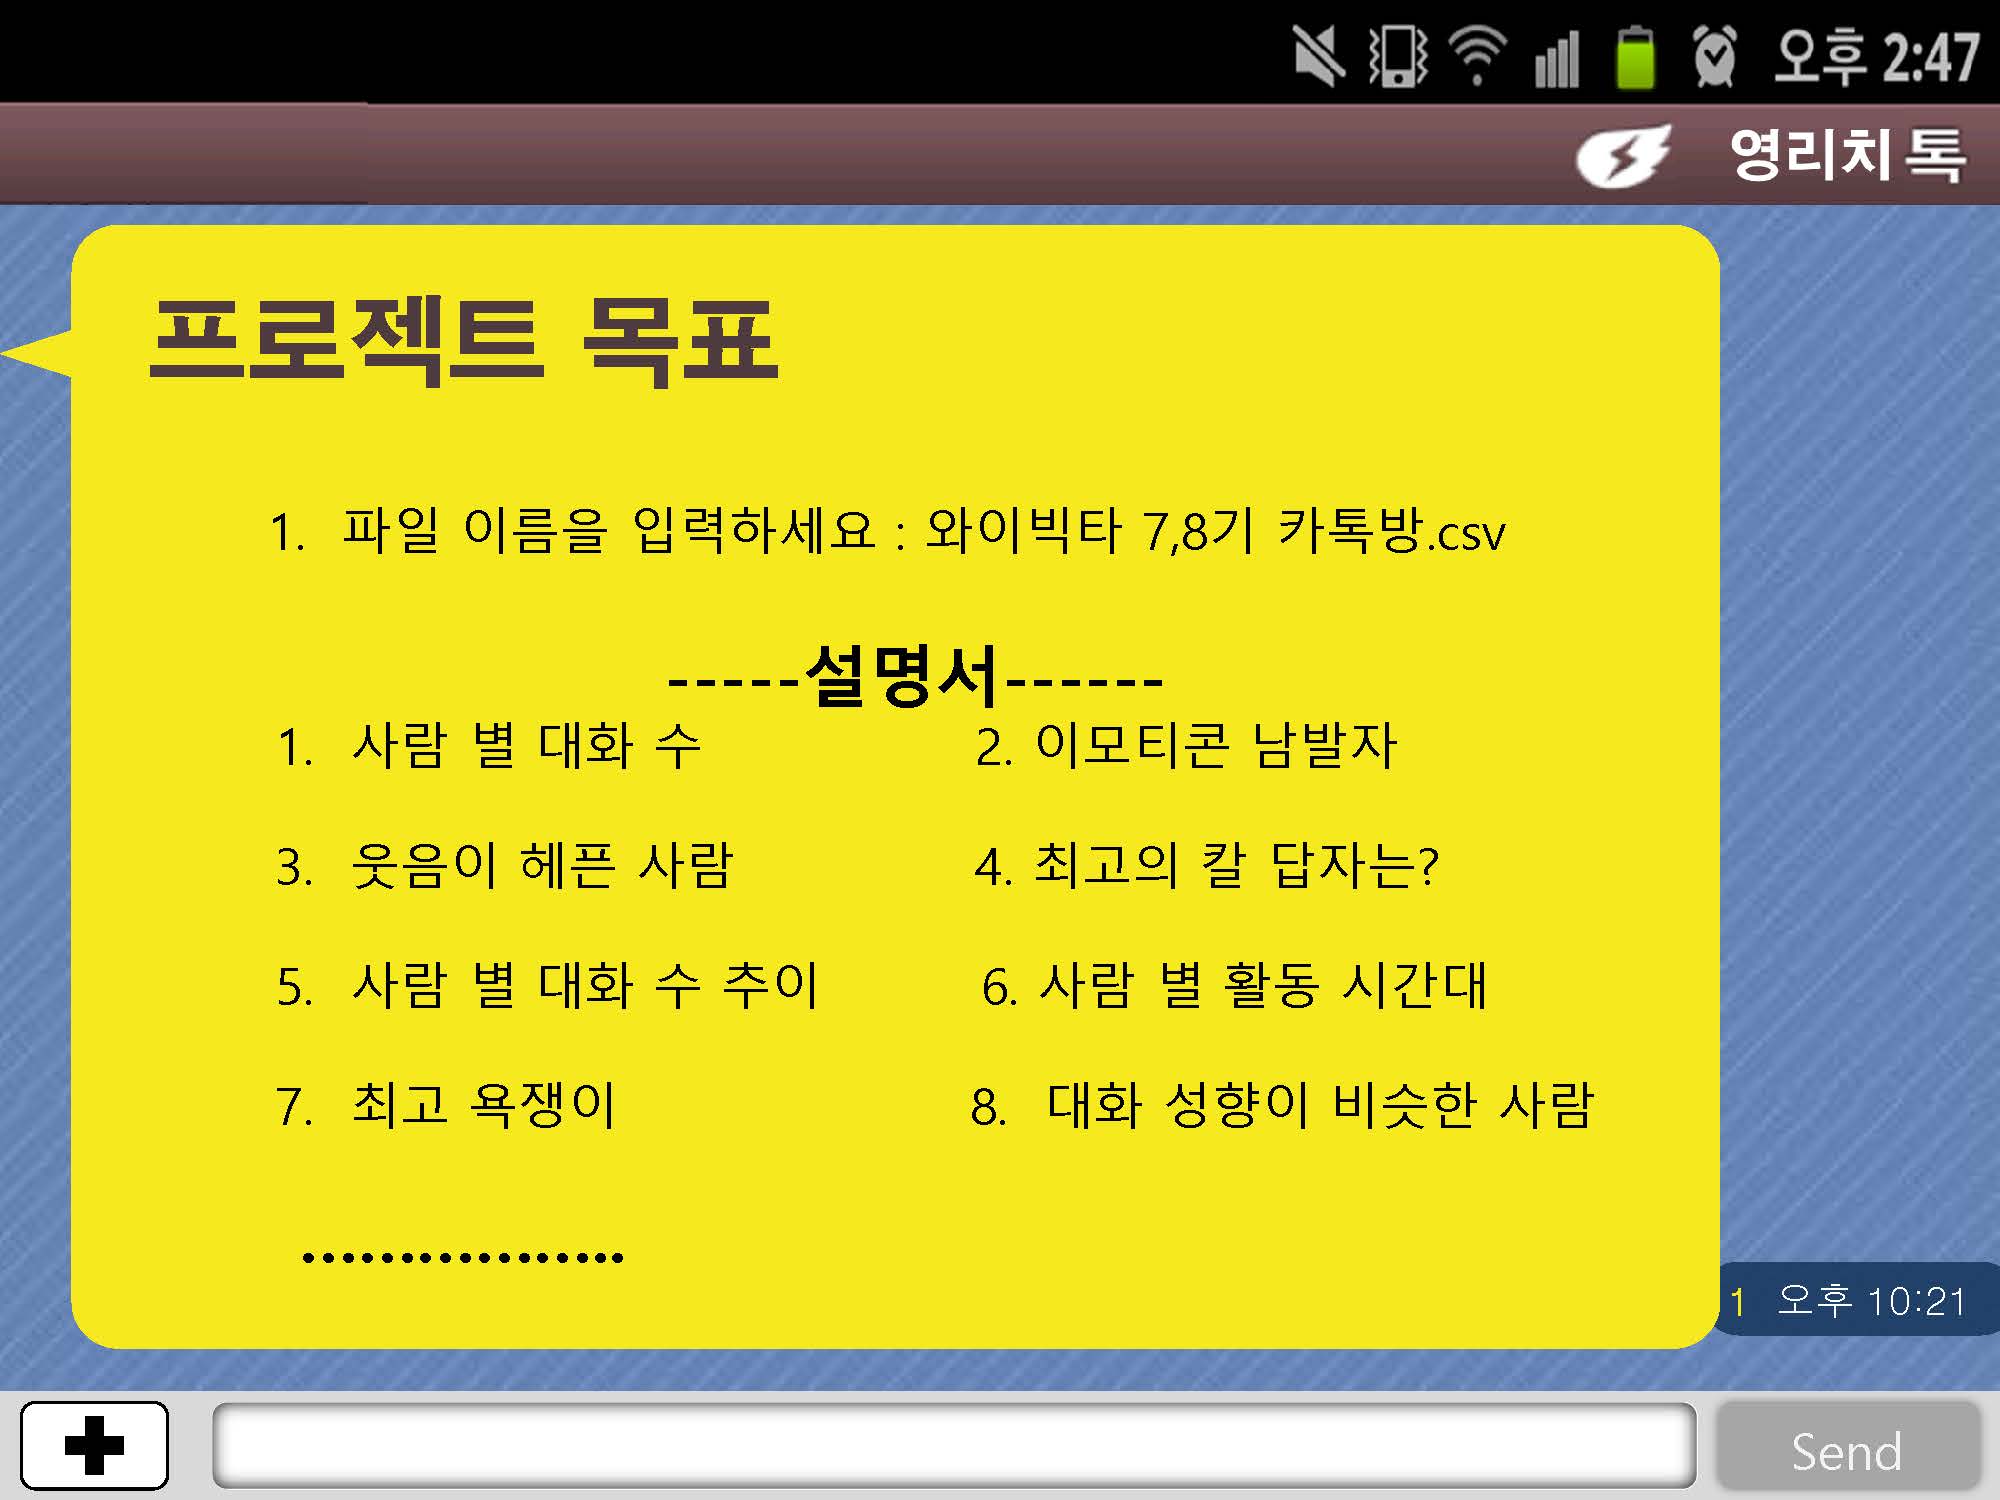 오후 2:47
영리치 톡
프로젝트 목표
1. 파일 이름을 입력하세요 : 와이빅타 7,8기 카톡방.csv
-----설명서------
1. 사람 별 대화 수 2. 이모티콘 남발자
3. 웃음이 헤픈 사람 4. 최고의 칼 답자는?
5. 사람 별 대화 수 추이 6. 사람 별 활동 시간대
7. 최고 욕쟁이 8. 대화 성향이 비슷한 사람
.................
1 오후 10:21
Send